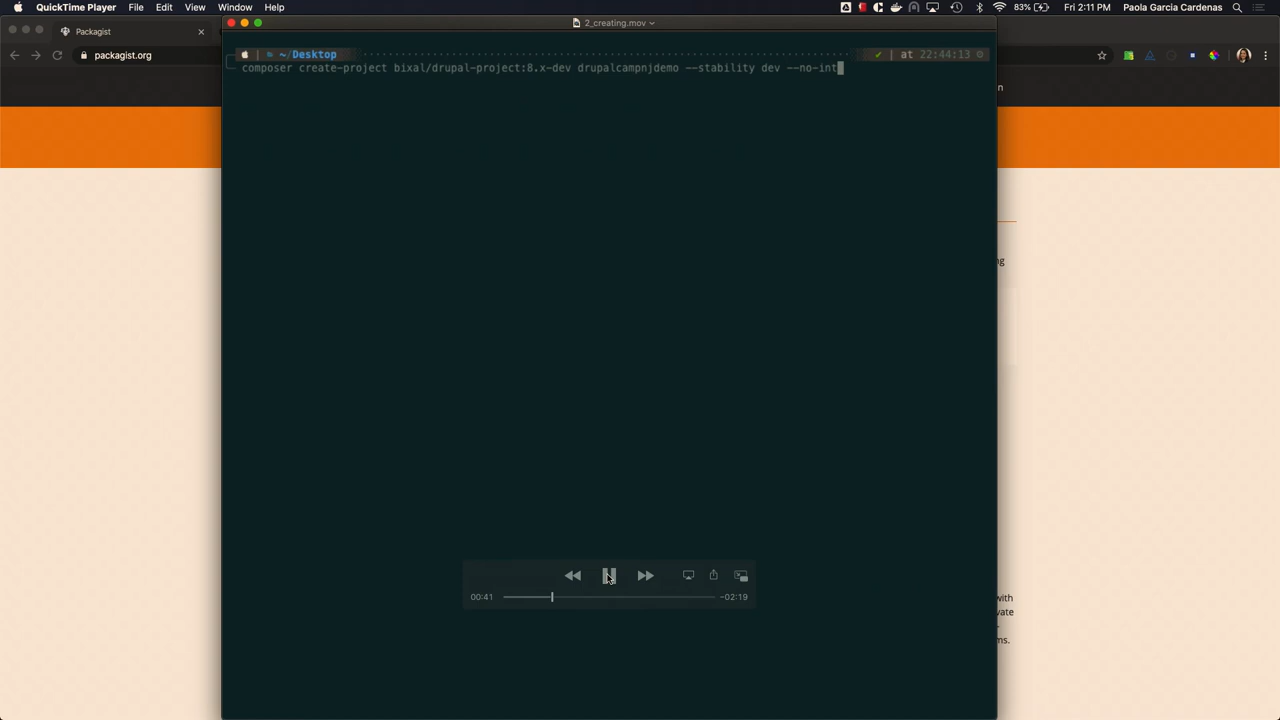 QuickTime Player File Edit View Window Help 83% Fri 2:11 PM Paola Garcia Cardenas
Packagist
packagist.org
2_creating.mov
~/Desktop
at 22:44:13
composer create-project bixal/drupal-project:8.x-dev drupalcampnjdemo --stability dev --no-int
n
ng
00:41
-02:19
with
vate
-
ms.